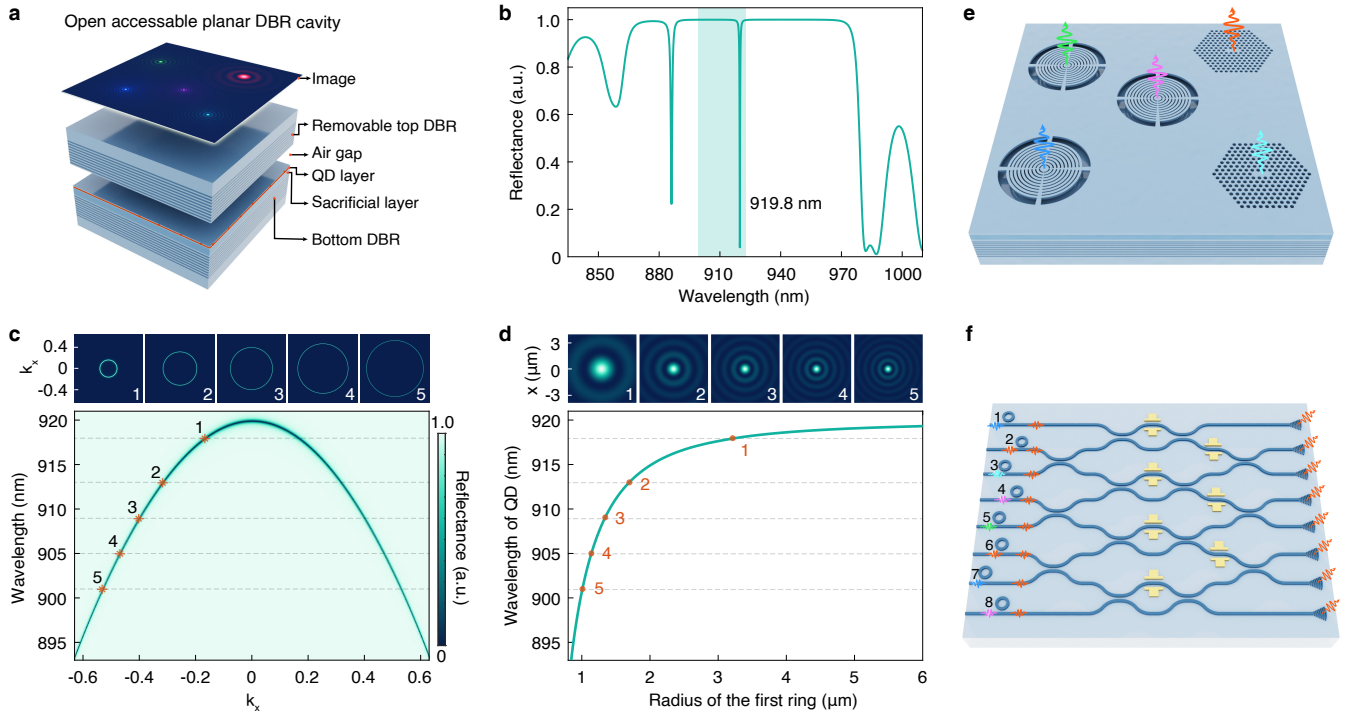 a
Open accessable planar DBR cavity
Image
Removable top DBR
Air gap
QD layer
Sacrificial layer
Bottom DBR
b
Reflectance (a.u.)
1.0
0.8
0.6
0.4
0.2
0
919.8 nm
850 880 910 940 970 1000
Wavelength (nm)
e
c
k_x
0.4
0
-0.4
1 2 3 4 5
Wavelength (nm)
920
915
910
905
900
895
1
2
3
4
5
-0.6 -0.4 -0.2 0 0.2 0.4 0.6
k_x
1.0
0
Reflectance (a.u.)
d
x (μm)
3
0
-3
1 2 3 4 5
Wavelength of QD (nm)
920
915
910
905
900
895
1
2
3
4
5
1 2 3 4 5 6
Radius of the first ring (μm)
f
1
2
3
4
5
6
7
8